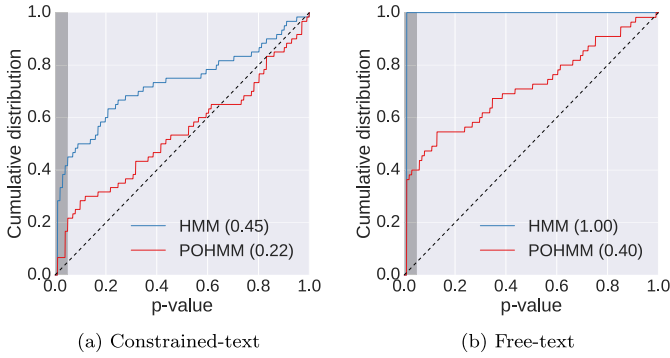 1.0
0.8
0.6
0.4
0.2
0.0
Cumulative distribution
HMM (0.45)
POHMM (0.22)
0.0 0.2 0.4 0.6 0.8 1.0
p-value
(a) Constrained-text
1.0
0.8
0.6
0.4
0.2
0.0
Cumulative distribution
HMM (1.00)
POHMM (0.40)
0.0 0.2 0.4 0.6 0.8 1.0
p-value
(b) Free-text